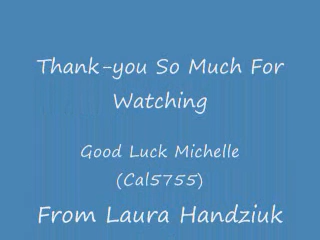 Thank-you So Much For
Watching
Good Luck Michelle
(Cal5755)
From Laura Handziuk